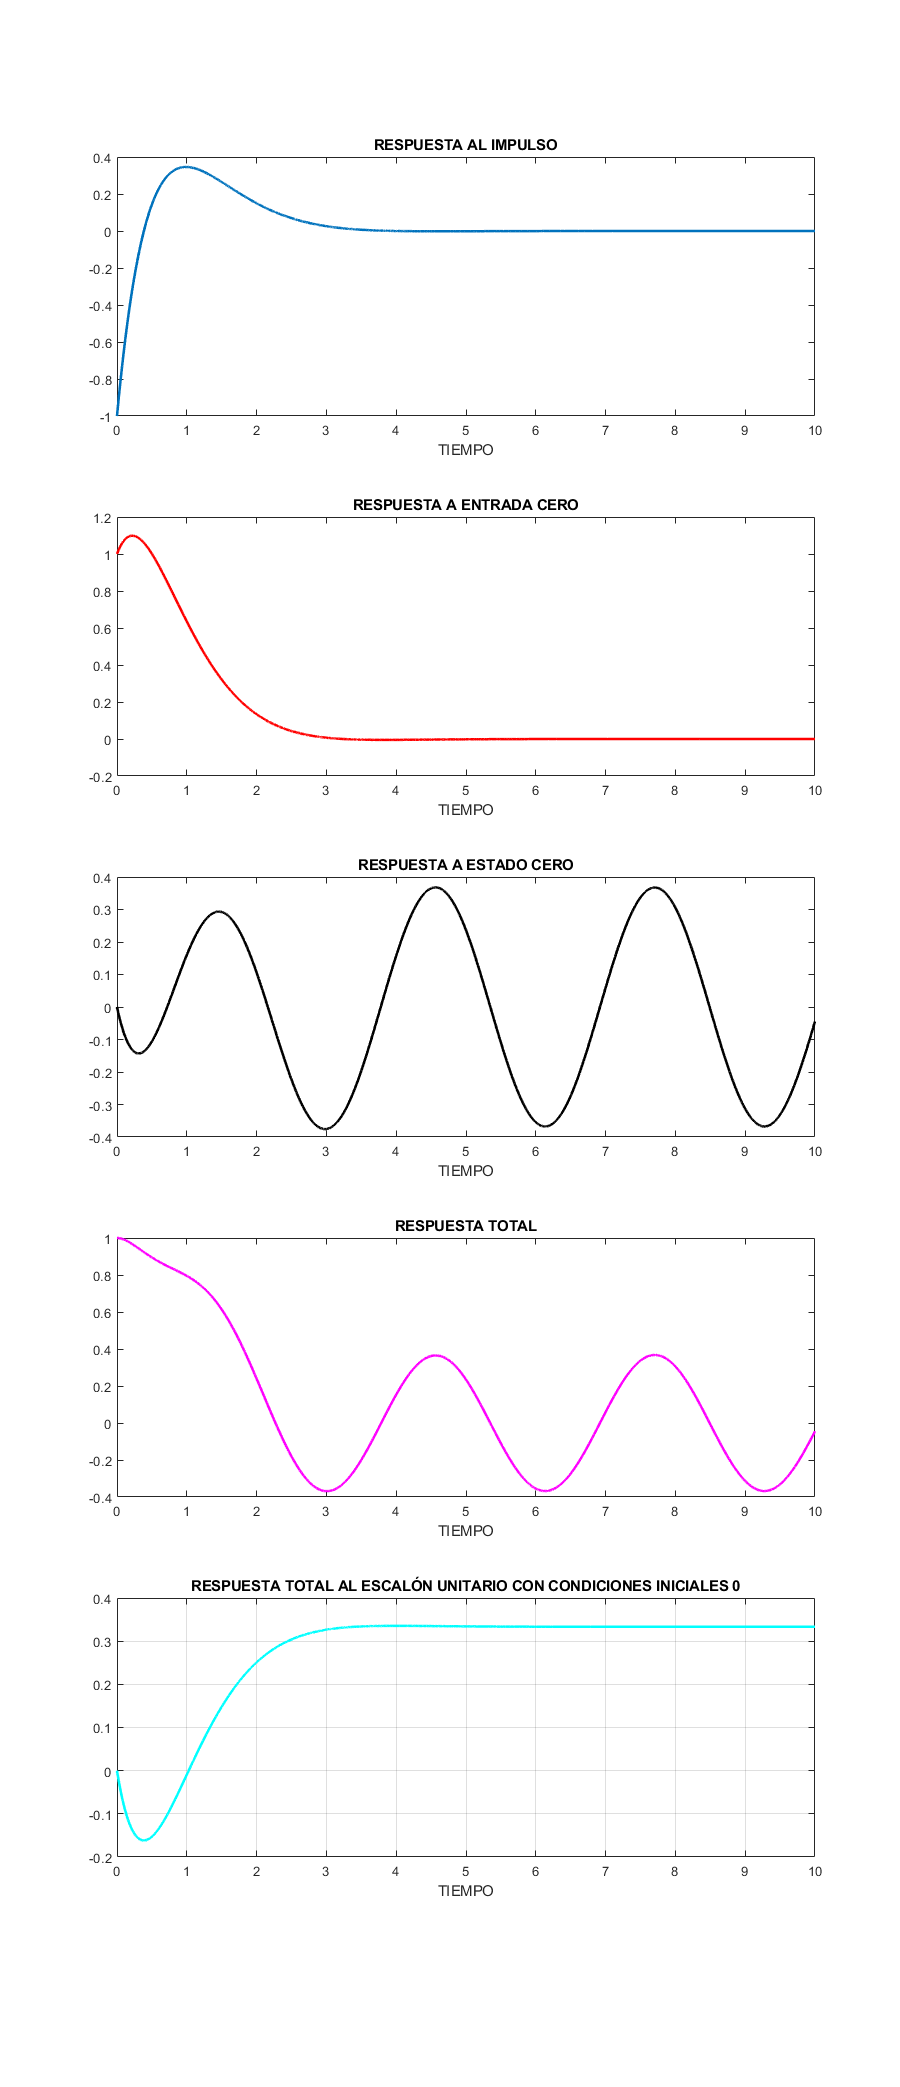 RESPUESTA AL IMPULSO
0.4
0.2
0
-0.2
-0.4
-0.6
-0.8
-1
0 1 2 3 4 5 6 7 8 9 10
TIEMPO
RESPUESTA A ENTRADA CERO
1.2
1
0.8
0.6
0.4
0.2
0
-0.2
0 1 2 3 4 5 6 7 8 9 10
TIEMPO
RESPUESTA A ESTADO CERO
0.4
0.3
0.2
0.1
0
-0.1
-0.2
-0.3
-0.4
0 1 2 3 4 5 6 7 8 9 10
TIEMPO
RESPUESTA TOTAL
1
0.8
0.6
0.4
0.2
0
-0.2
-0.4
0 1 2 3 4 5 6 7 8 9 10
TIEMPO
RESPUESTA TOTAL AL ESCALÓN UNITARIO CON CONDICIONES INICIALES 0
0.4
0.3
0.2
0.1
0
-0.1
-0.2
0 1 2 3 4 5 6 7 8 9 10
TIEMPO